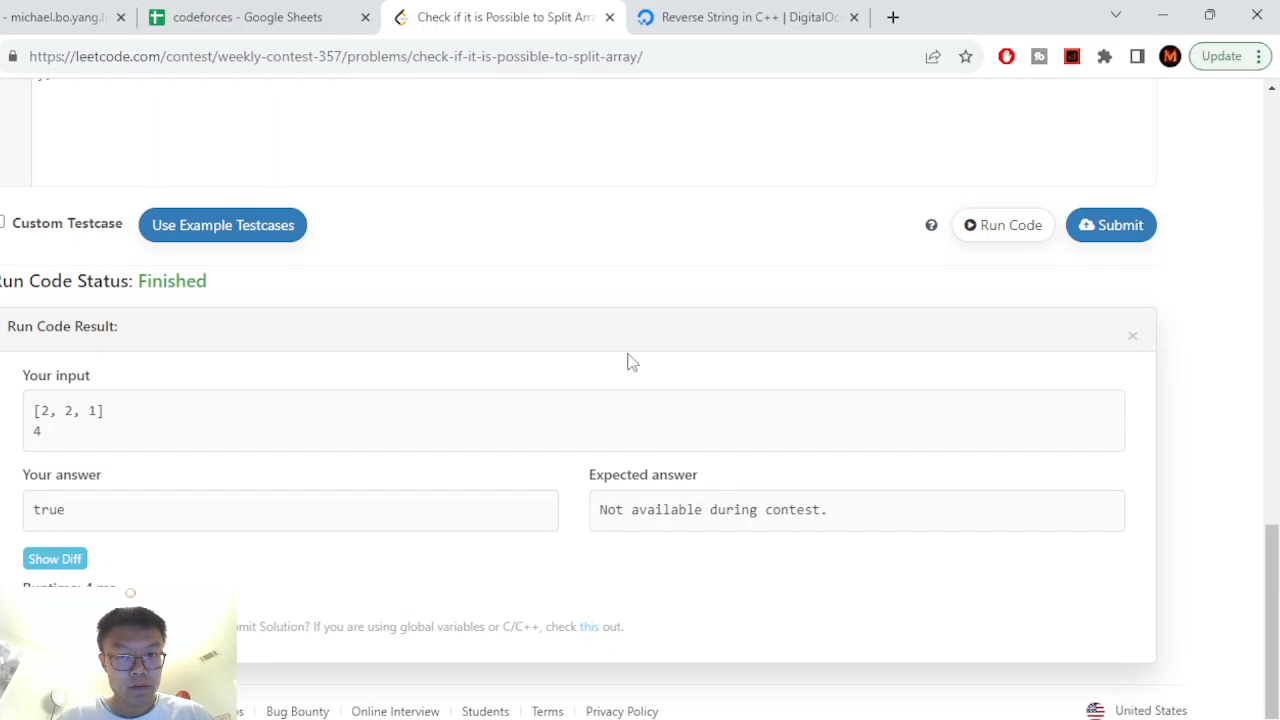 - michael.bo.yang
codeforces - Google Sheets
Check if it is Possible to Split Arra
Reverse String in C++ | DigitalOc
https://leetcode.com/contest/weekly-contest-357/problems/check-if-it-is-possible-to-split-array/
M
Update
Custom Testcase
Use Example Testcases
Run Code
Submit
Run Code Status: Finished
Run Code Result:
Your input
[2, 2, 1]
4
Your answer
Expected answer
true
Not available during contest.
Show Diff
Runtime: 4 ms
mit Solution? If you are using global variables or C/C++, check this out.
Bug Bounty
Online Interview
Students
Terms
Privacy Policy
United States